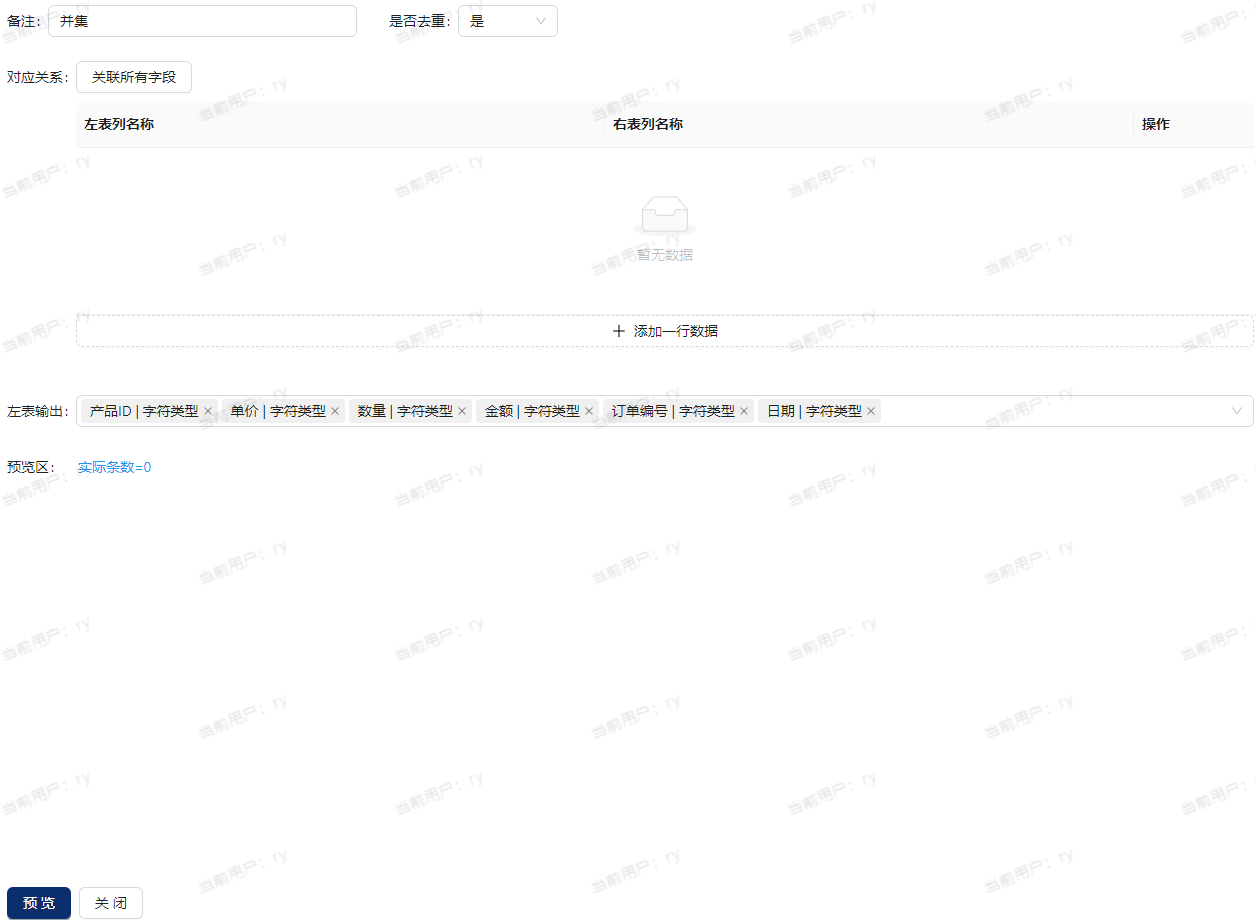 备注: 并集 是否去重: 是
对应关系: 关联所有字段
左表列名称 右表列名称 操作
暂无数据
添加一行数据
左表输出: 产品ID | 字符类型 × 单价 | 字符类型 × 数量 | 字符类型 × 金额 | 字符类型 × 订单编号 | 字符类型 × 日期 | 字符类型 ×
预览区: 实际条数=0
预 览 关 闭
当前用户：ry